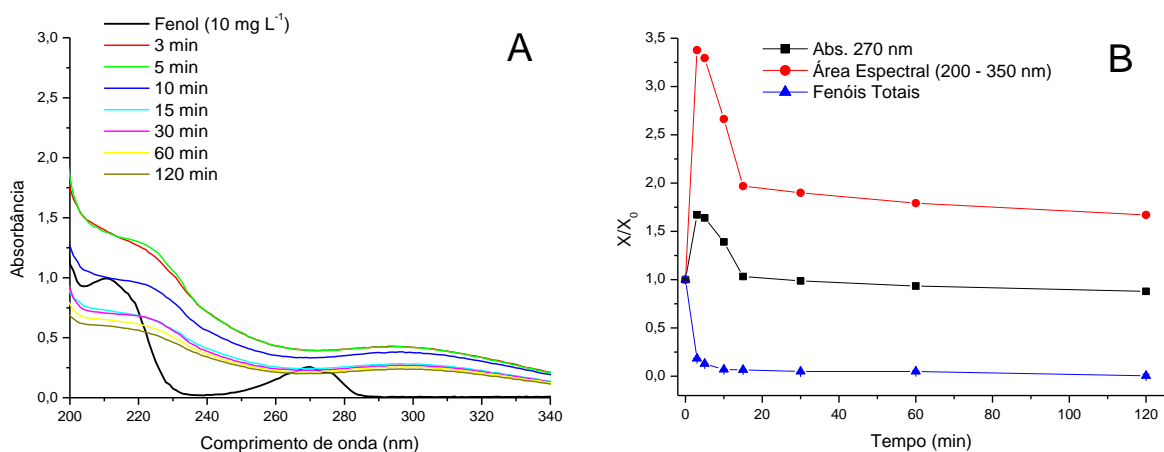 A
Fenol (10 mg L⁻¹)
3 min
5 min
10 min
15 min
30 min
60 min
120 min
3,0
2,5
2,0
1,5
1,0
0,5
0,0
200 220 240 260 280 300 320 340
Absorbância
Comprimento de onda (nm)
B
Abs. 270 nm
Área Espectral (200 - 350 nm)
Fenóis Totais
3,5
3,0
2,5
2,0
1,5
1,0
0,5
0,0
0 20 40 60 80 100 120
X/X₀
Tempo (min)